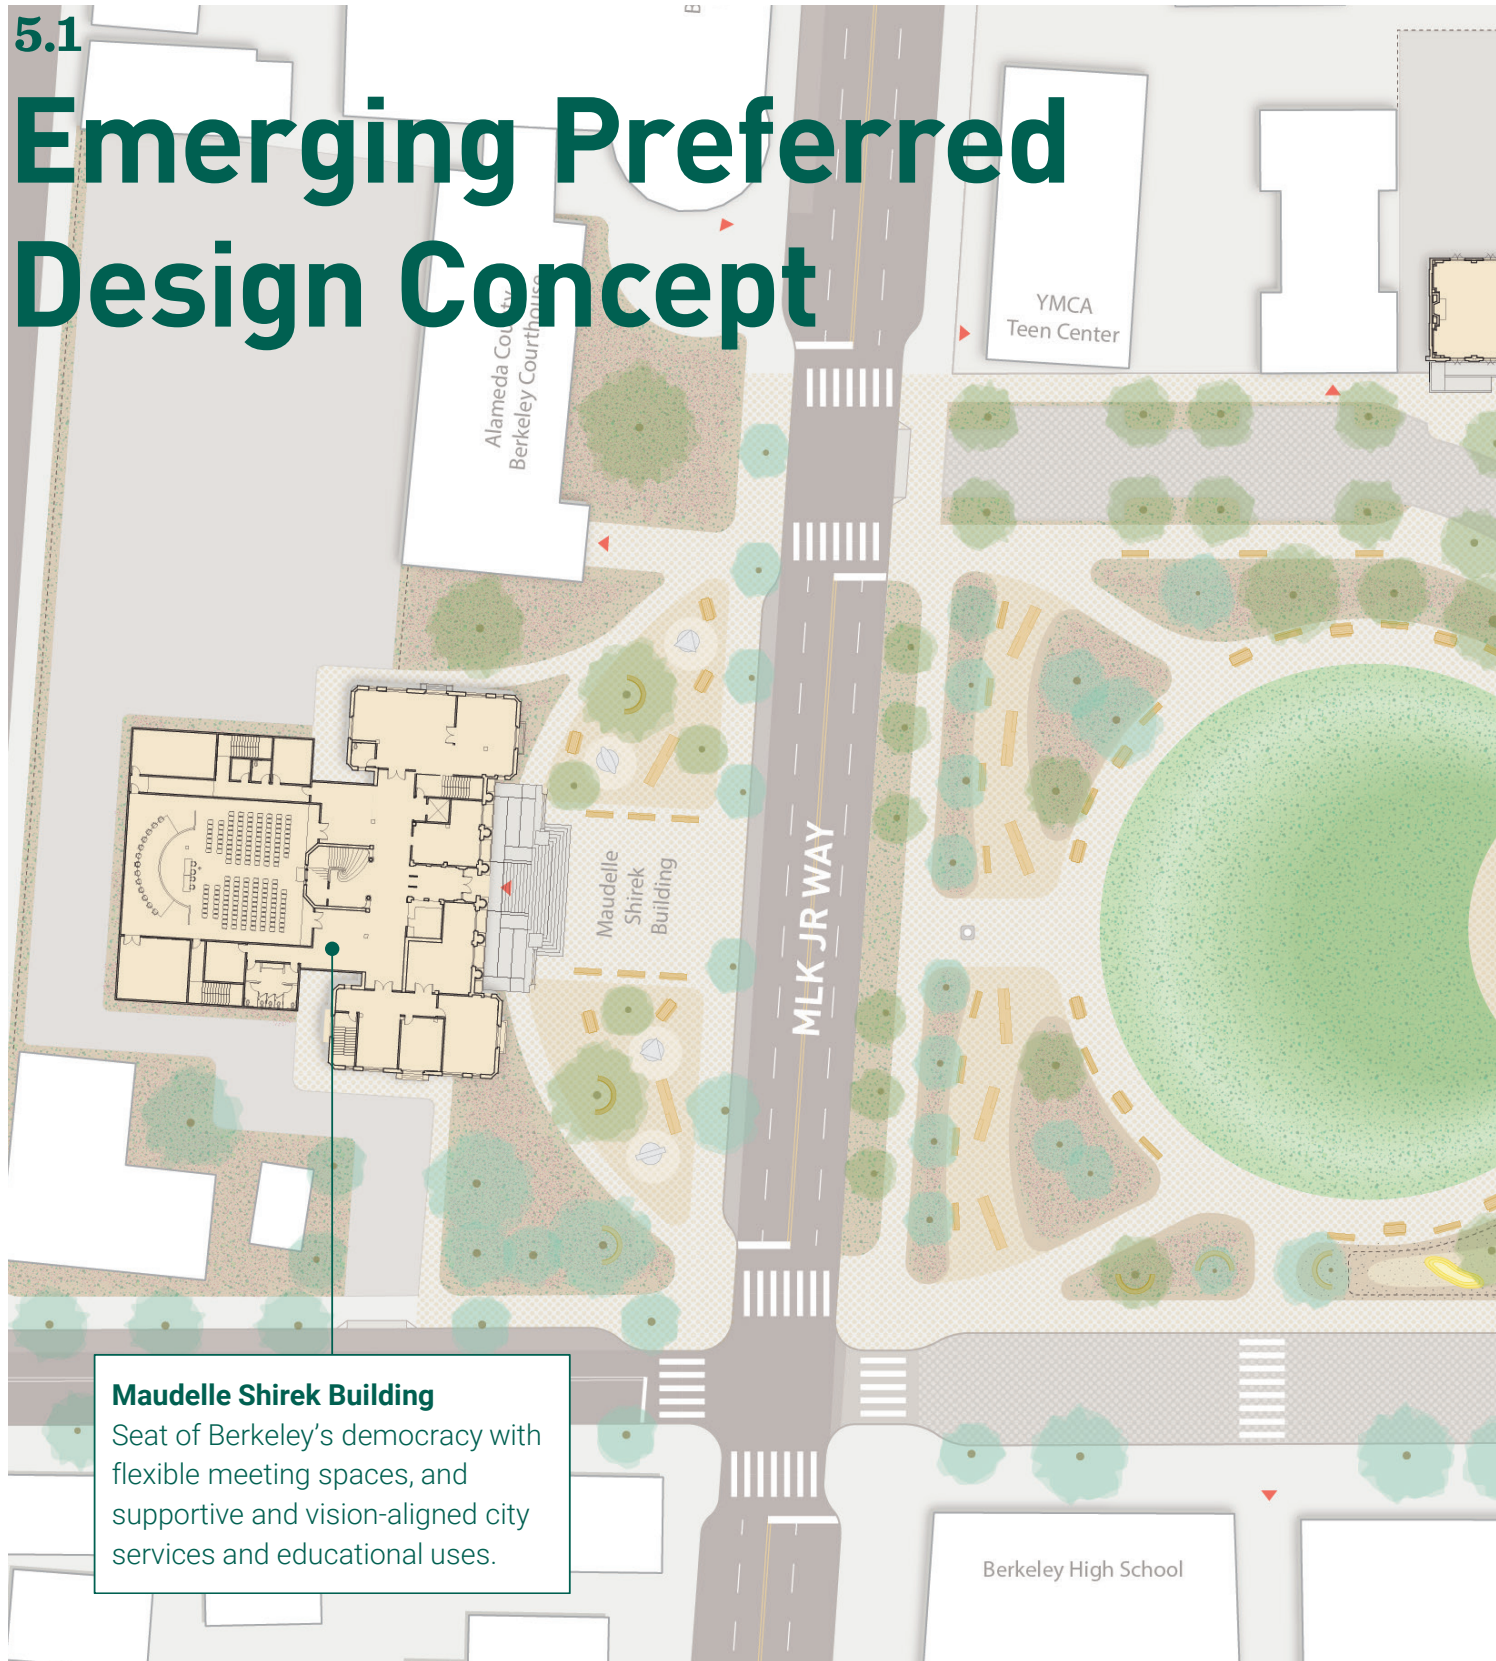 5.1
Emerging Preferred
Design Concept
Alameda County
Berkeley Courthouse
YMCA
Teen Center
Maudelle
Shirek
Building
MLK JR WAY
Maudelle Shirek Building
Seat of Berkeley’s democracy with
flexible meeting spaces, and
supportive and vision-aligned city
services and educational uses.
Berkeley High School